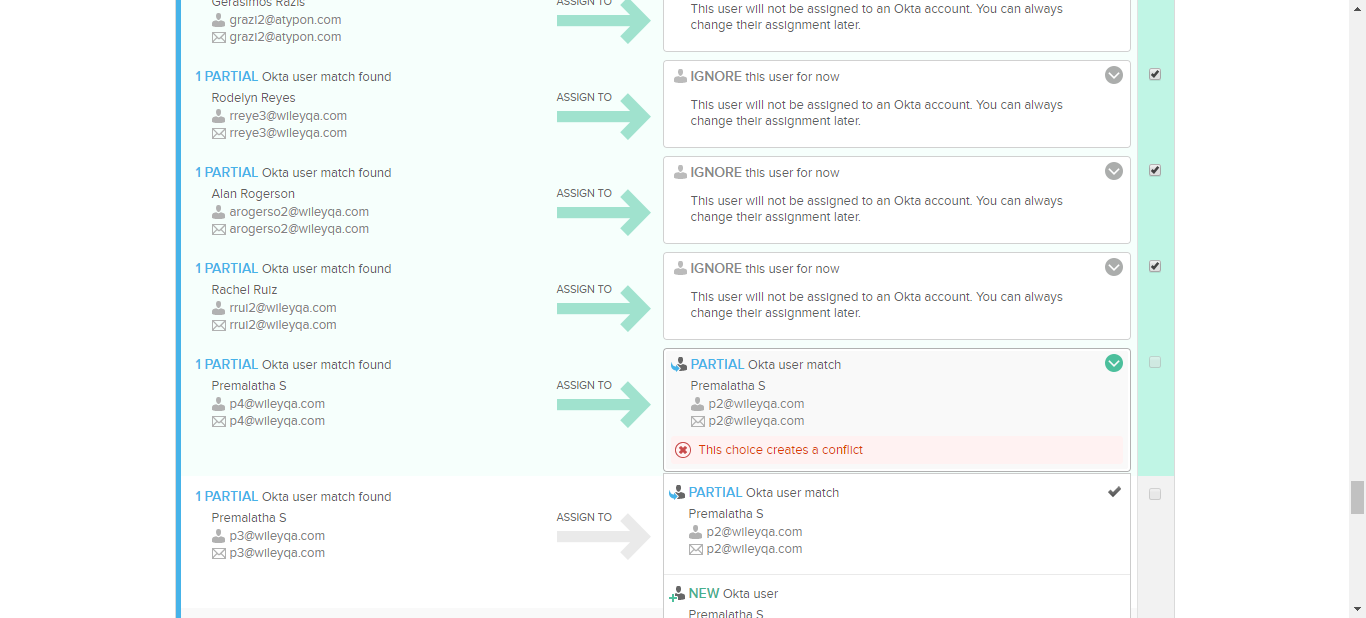 Gerasimos Razis
grazi2@atypon.com
grazi2@atypon.com
ASSIGN TO
This user will not be assigned to an Okta account. You can always
change their assignment later.
1 PARTIAL Okta user match found
Rodelyn Reyes
rreye3@wileyqa.com
rreye3@wileyqa.com
ASSIGN TO
IGNORE this user for now
This user will not be assigned to an Okta account. You can always
change their assignment later.
1 PARTIAL Okta user match found
Alan Rogerson
arogerso2@wileyqa.com
arogerso2@wileyqa.com
ASSIGN TO
IGNORE this user for now
This user will not be assigned to an Okta account. You can always
change their assignment later.
1 PARTIAL Okta user match found
Rachel Ruiz
rrui2@wileyqa.com
rrui2@wileyqa.com
ASSIGN TO
IGNORE this user for now
This user will not be assigned to an Okta account. You can always
change their assignment later.
1 PARTIAL Okta user match found
Premalatha S
p4@wileyqa.com
p4@wileyqa.com
ASSIGN TO
PARTIAL Okta user match
Premalatha S
p2@wileyqa.com
p2@wileyqa.com
This choice creates a conflict
1 PARTIAL Okta user match found
Premalatha S
p3@wileyqa.com
p3@wileyqa.com
ASSIGN TO
PARTIAL Okta user match
Premalatha S
p2@wileyqa.com
p2@wileyqa.com
NEW Okta user
Premalatha S